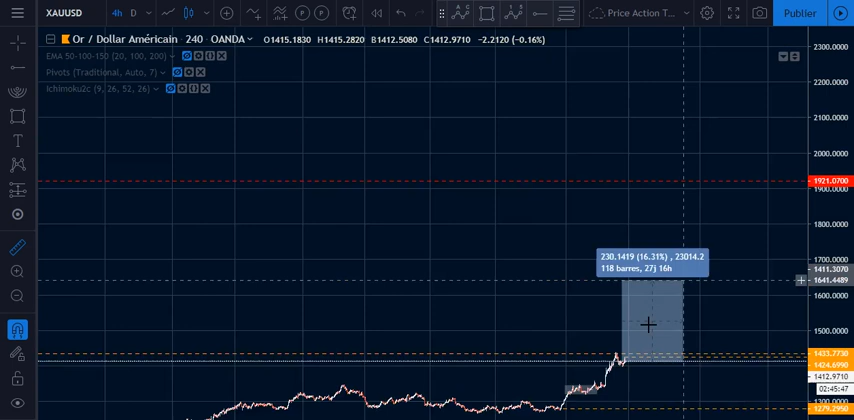 XAUUSD 4h D Price Action T... Publier
Or / Dollar Américain · 240 · OANDA O1415.1830 H1415.2820 B1412.5080 C1412.9710 −2.2120 (−0.16%)
EMA 50-100-150 (20, 100, 200)
Pivots (Traditional, Auto, 7)
Ichimoku2c (9, 26, 52, 26)
2300.0000
2200.0000
2100.0000
2000.0000
1921.0700
1900.0000
1800.0000
1700.0000
230.1419 (16.31%) , 23014.2
118 barres, 27j 16h
1411.3070
1641.4489
1600.0000
1500.0000
1433.7730
1424.6990
1412.9710
02:45:47
1300.0000
1279.2950